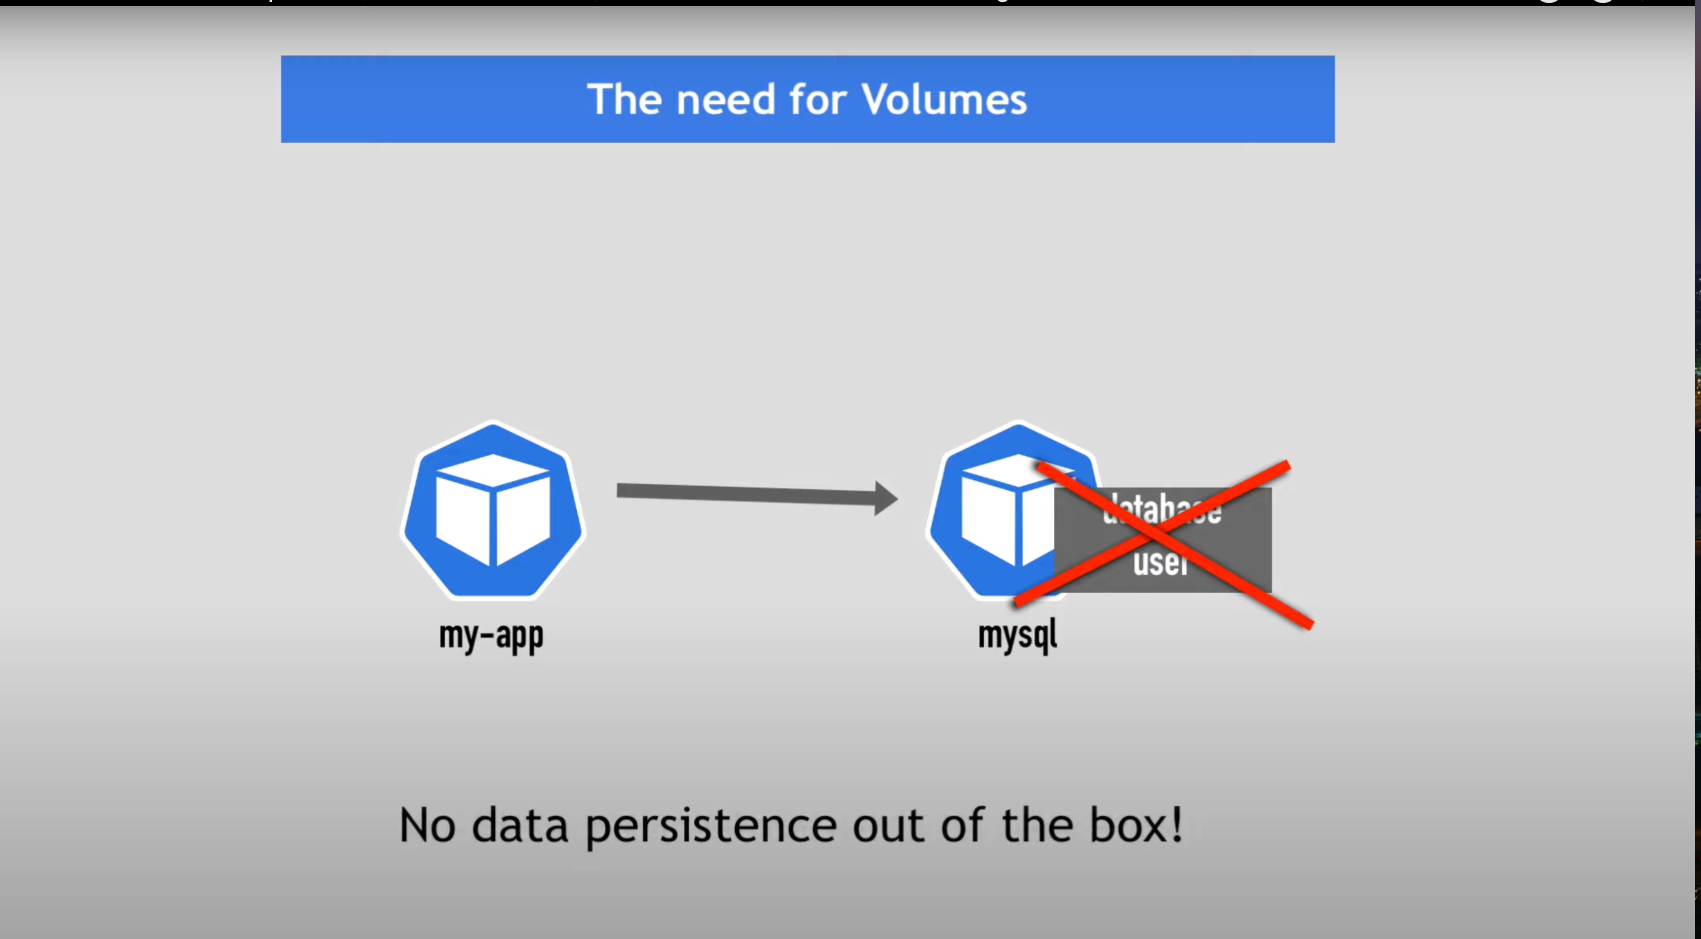 The need for Volumes
database
user
my-app
mysql
No data persistence out of the box!